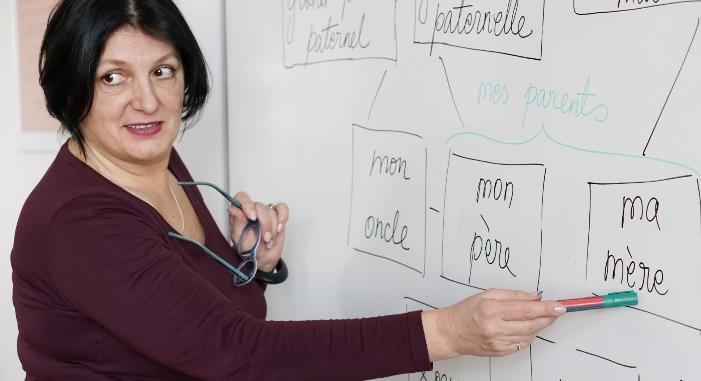 paternel
paternelle
mes parents
mon
oncle
mon
père
ma
mère